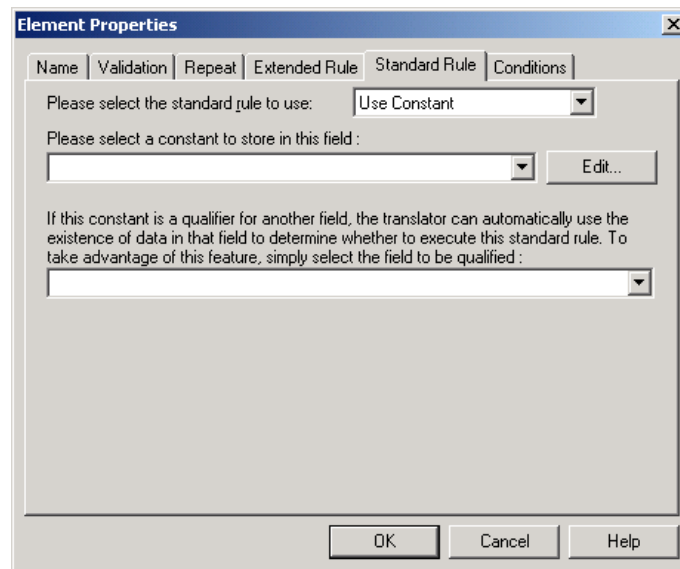 Element Properties
Name Validation Repeat Extended Rule Standard Rule Conditions
Please select the standard rule to use: Use Constant
Please select a constant to store in this field :
Edit...
If this constant is a qualifier for another field, the translator can automatically use the
existence of data in that field to determine whether to execute this standard rule. To
take advantage of this feature, simply select the field to be qualified :
OK Cancel Help